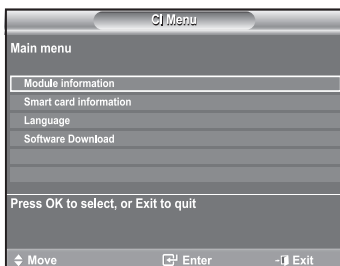 CI Menu
Main menu
Module information
Smart card information
Language
Software Download
Press OK to select, or Exit to quit
Move Enter Exit